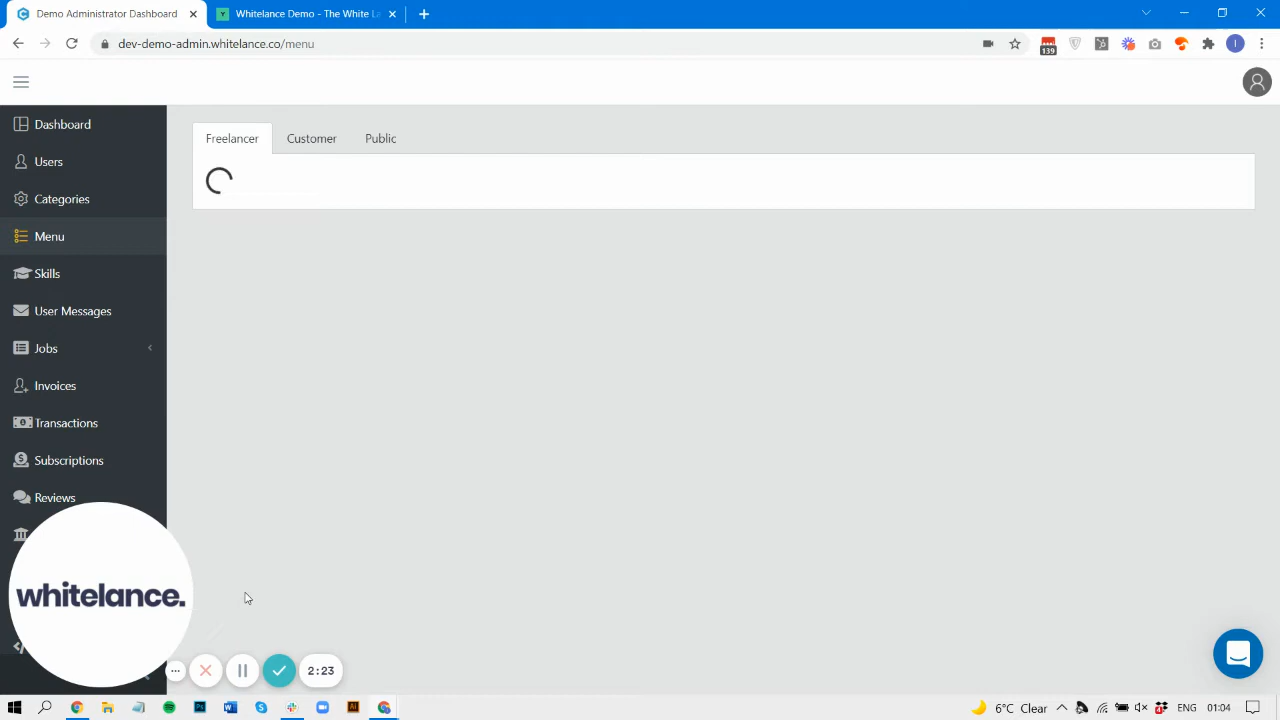 Demo Administrator Dashboard
Whitelance Demo - The White La
dev-demo-admin.whitelance.co/menu
139
I
Dashboard
Users
Categories
Menu
Skills
User Messages
Jobs
Invoices
Transactions
Subscriptions
Reviews
Freelancer
Customer
Public
whitelance.
2:23
6°C Clear
ENG
01:04